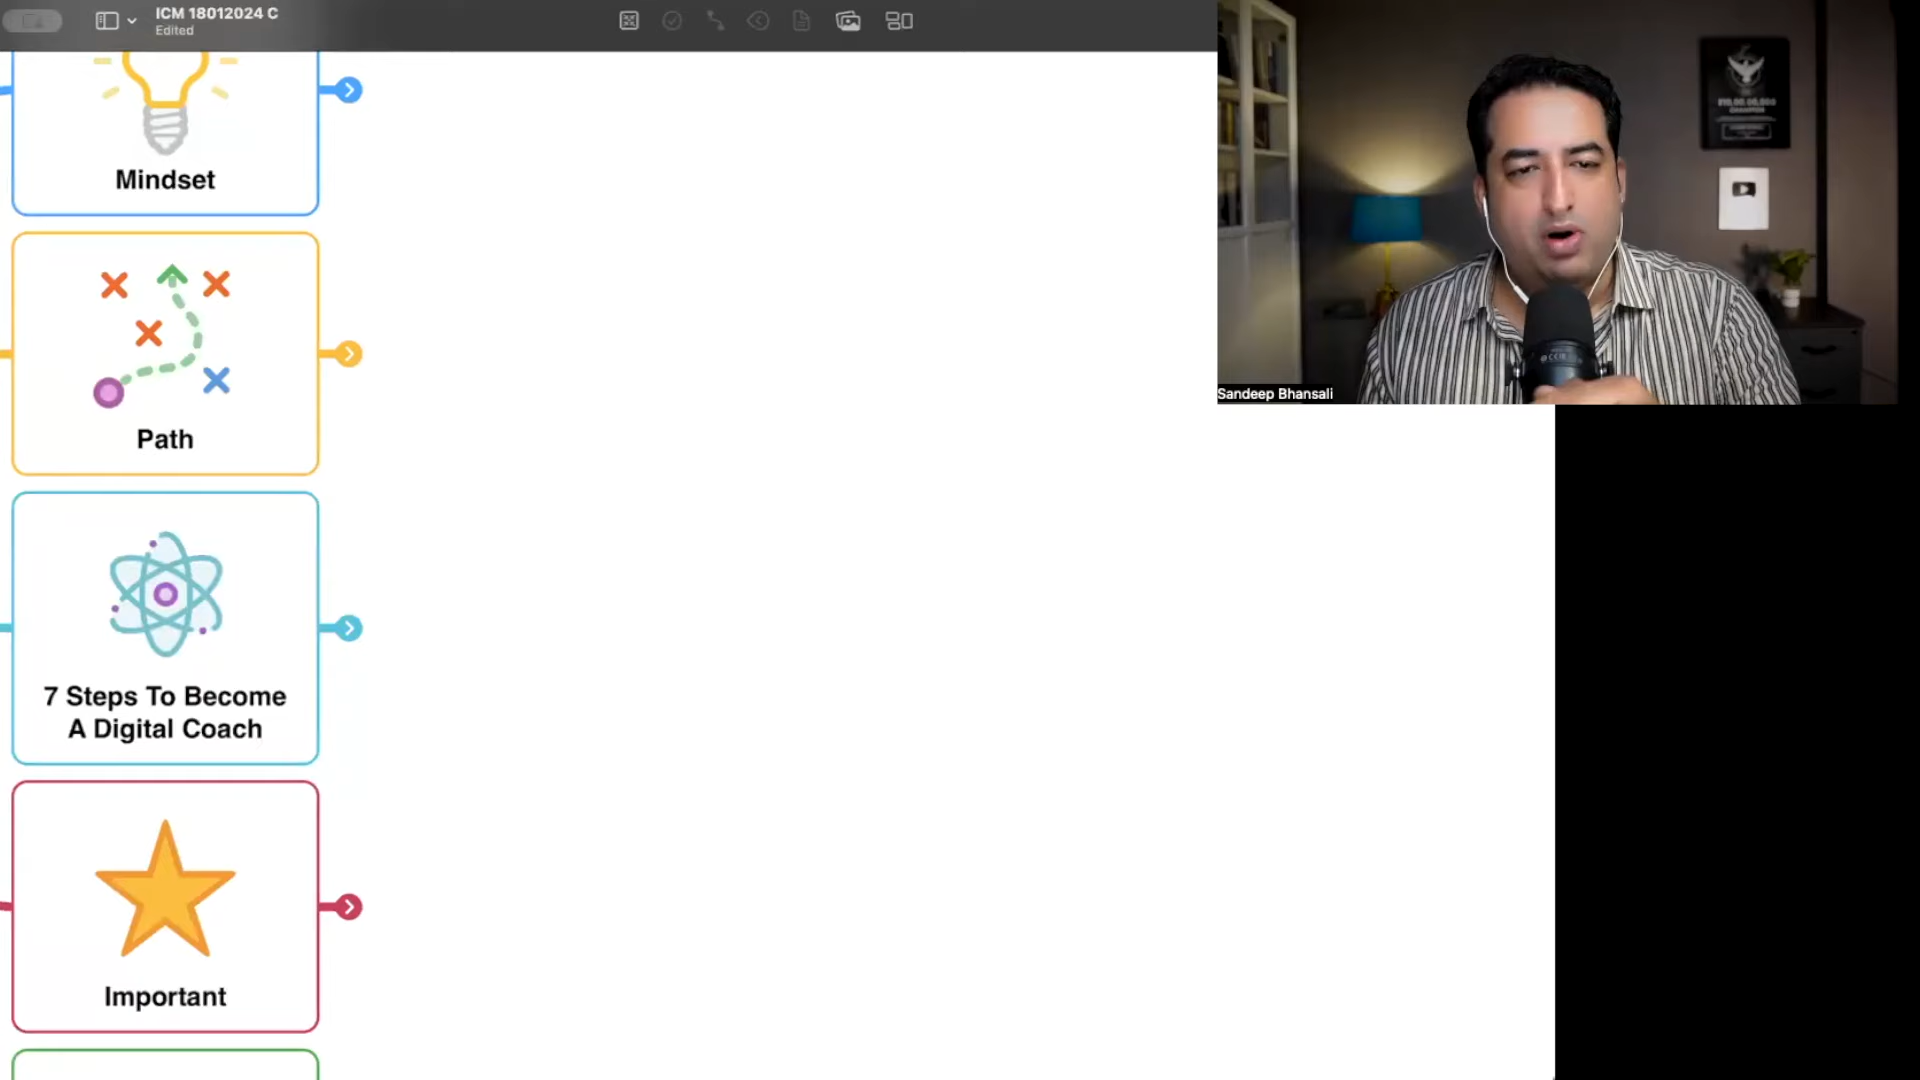 ICM 18012024 C
Edited
Mindset
Path
7 Steps To Become
A Digital Coach
Important
Sandeep Bhansali